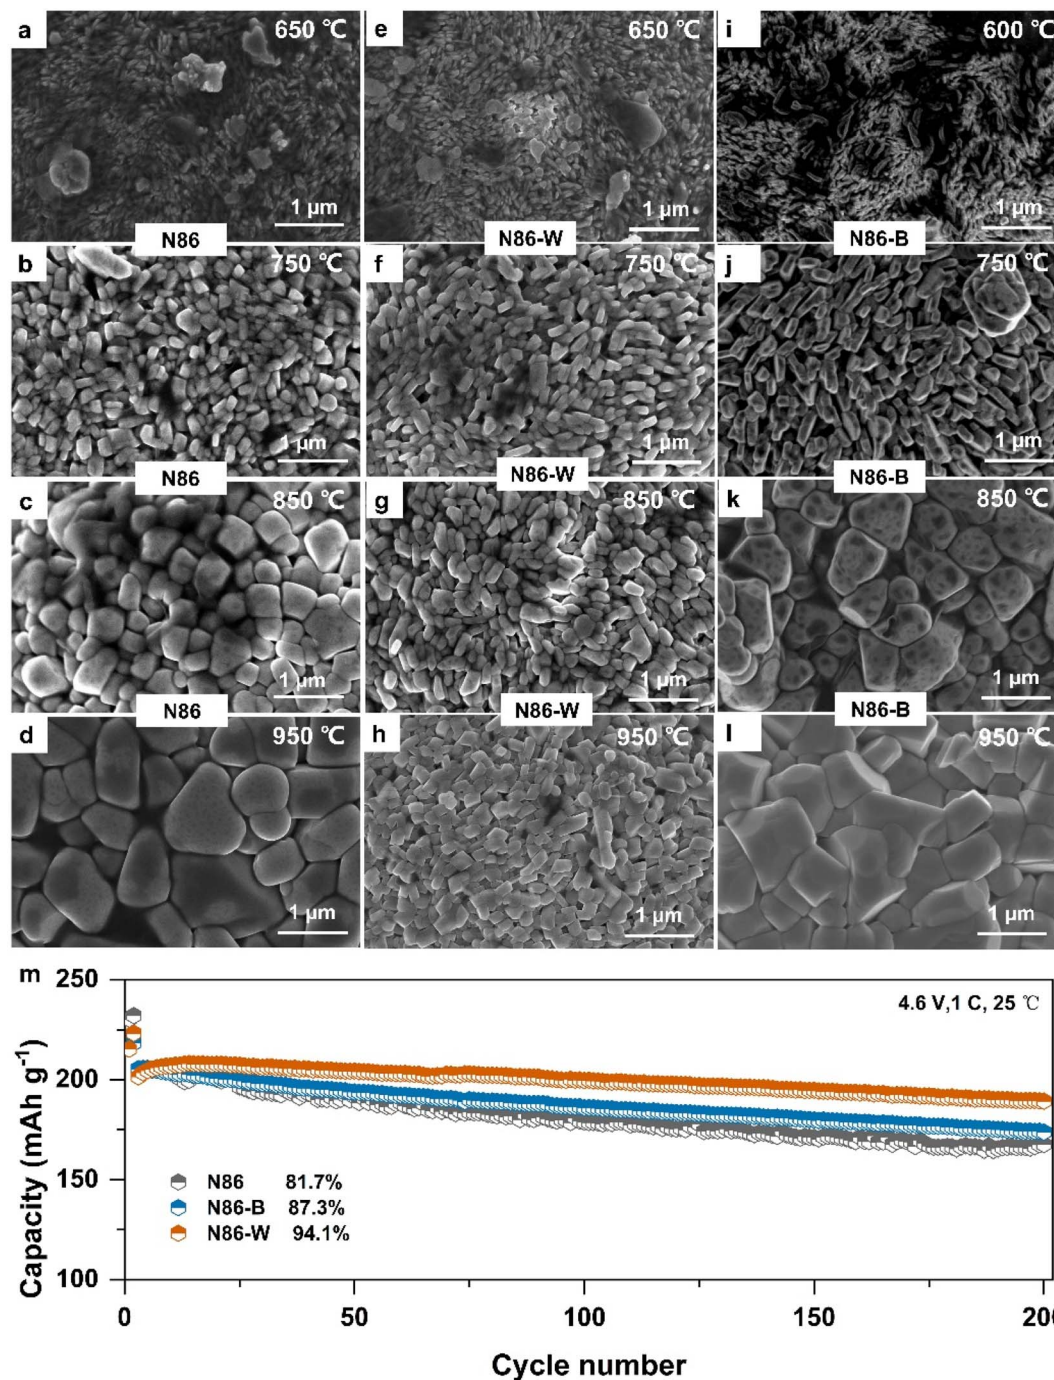 a 650 ℃ e 650 ℃ i 600 ℃
1 μm 1 μm 1 μm
N86 N86-W N86-B
b 750 ℃ f 750 ℃ j 750 ℃
1 μm 1 μm 1 μm
N86 N86-W N86-B
c 850 ℃ g 850 ℃ k 850 ℃
1 μm 1 μm 1 μm
N86 N86-W N86-B
d 950 ℃ h 950 ℃ l 950 ℃
1 μm 1 μm 1 μm
m
250
4.6 V,1 C, 25 ℃
200
150
N86 81.7%
N86-B 87.3%
N86-W 94.1%
100
Capacity (mAh g⁻¹)
0 50 100 150
Cycle number